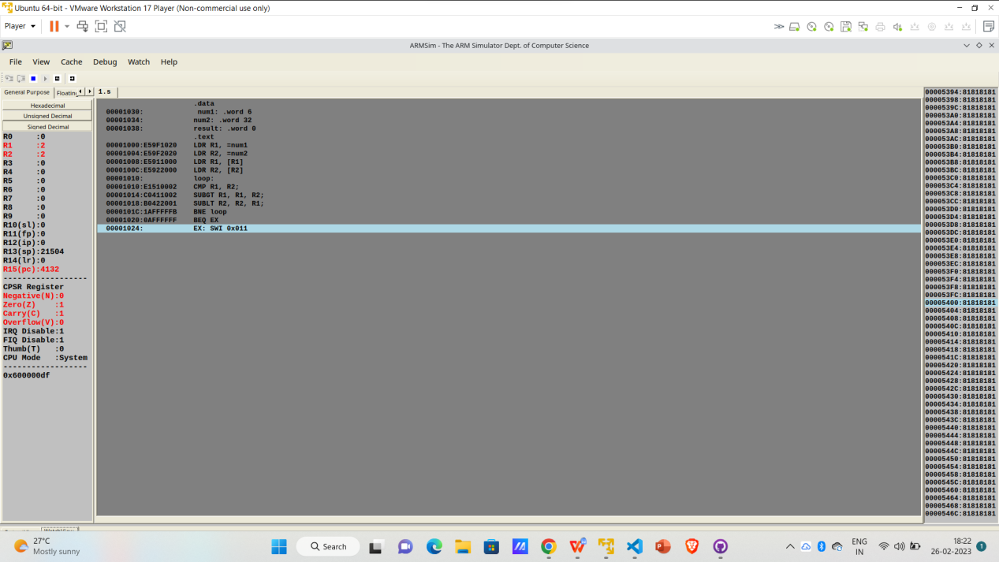 Ubuntu 64-bit - VMware Workstation 17 Player (Non-commercial use only)
Player
ARMSim - The ARM Simulator Dept. of Computer Science
File View Cache Debug Watch Help
General Purpose Floating
1.s
Hexadecimal
Unsigned Decimal
Signed Decimal
R0 :0
R1 :2
R2 :2
R3 :0
R4 :0
R5 :0
R6 :0
R7 :0
R8 :0
R9 :0
R10(sl):0
R11(fp):0
R12(ip):0
R13(sp):21504
R14(lr):0
R15(pc):4132
------------------
CPSR Register
Negative(N):0
Zero(Z) :1
Carry(C) :1
Overflow(V):0
IRQ Disable:1
FIQ Disable:1
Thumb(T) :0
CPU Mode :System
------------------
0x600000df
.data
00001030: num1: .word 6
00001034: num2: .word 32
00001038: result: .word 0
.text
00001000:E59F1020 LDR R1, =num1
00001004:E59F2020 LDR R2, =num2
00001008:E5911000 LDR R1, [R1]
0000100C:E5922000 LDR R2, [R2]
00001010: loop:
00001010:E1510002 CMP R1, R2;
00001014:C0411002 SUBGT R1, R1, R2;
00001018:B0422001 SUBLT R2, R2, R1;
0000101C:1AFFFFFB BNE loop
00001020:0AFFFFFF BEQ EX
00001024: EX: SWI 0x011
00005394:81818181
00005398:81818181
0000539C:81818181
000053A0:81818181
000053A4:81818181
000053A8:81818181
000053AC:81818181
000053B0:81818181
000053B4:81818181
000053B8:81818181
000053BC:81818181
000053C0:81818181
000053C4:81818181
000053C8:81818181
000053CC:81818181
000053D0:81818181
000053D4:81818181
000053D8:81818181
000053DC:81818181
000053E0:81818181
000053E4:81818181
000053E8:81818181
000053EC:81818181
000053F0:81818181
000053F4:81818181
000053F8:81818181
000053FC:81818181
00005400:81818181
00005404:81818181
00005408:81818181
0000540C:81818181
00005410:81818181
00005414:81818181
00005418:81818181
0000541C:81818181
00005420:81818181
00005424:81818181
00005428:81818181
0000542C:81818181
00005430:81818181
00005434:81818181
00005438:81818181
0000543C:81818181
00005440:81818181
00005444:81818181
00005448:81818181
0000544C:81818181
00005450:81818181
00005454:81818181
00005458:81818181
0000545C:81818181
00005460:81818181
00005464:81818181
00005468:81818181
0000546C:81818181
27°C
Mostly sunny
Search
ENG
IN
18:22
26-02-2023
1